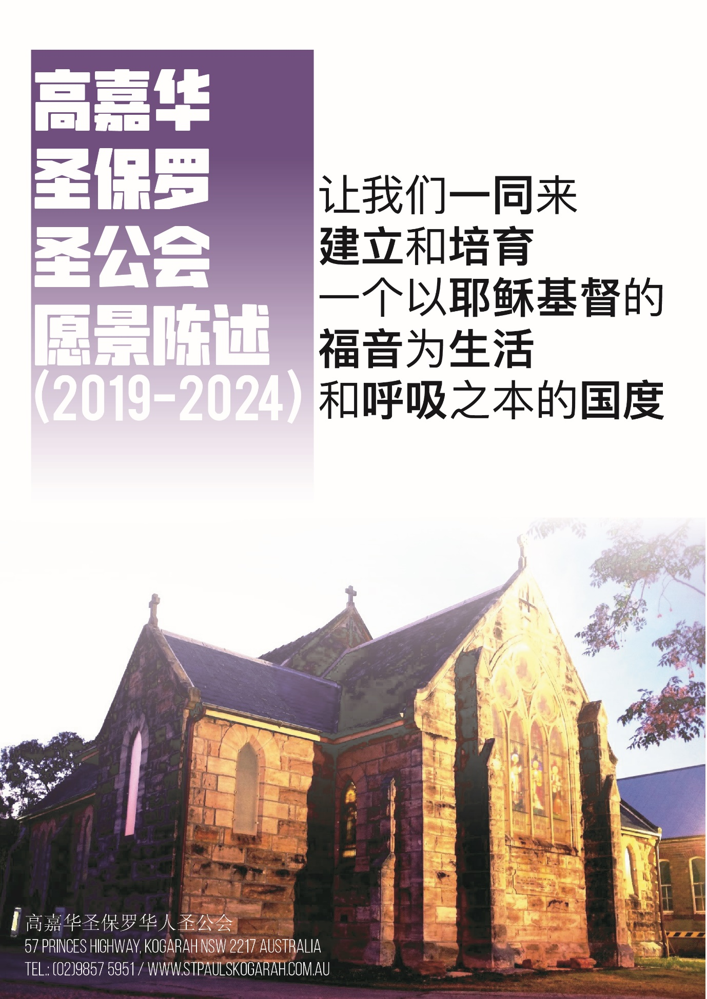 高嘉华
圣保罗
圣公会
愿景陈述
(2019-2024)
让我们一同来
建立和培育
一个以耶稣基督的
福音为生活
和呼吸之本的国度
高嘉华圣保罗华人圣公会
57 PRINCES HIGHWAY, KOGARAH NSW 2217 AUSTRALIA
TEL.: (02)9857 5951 / WWW.STPAULSKOGARAH.COM.AU